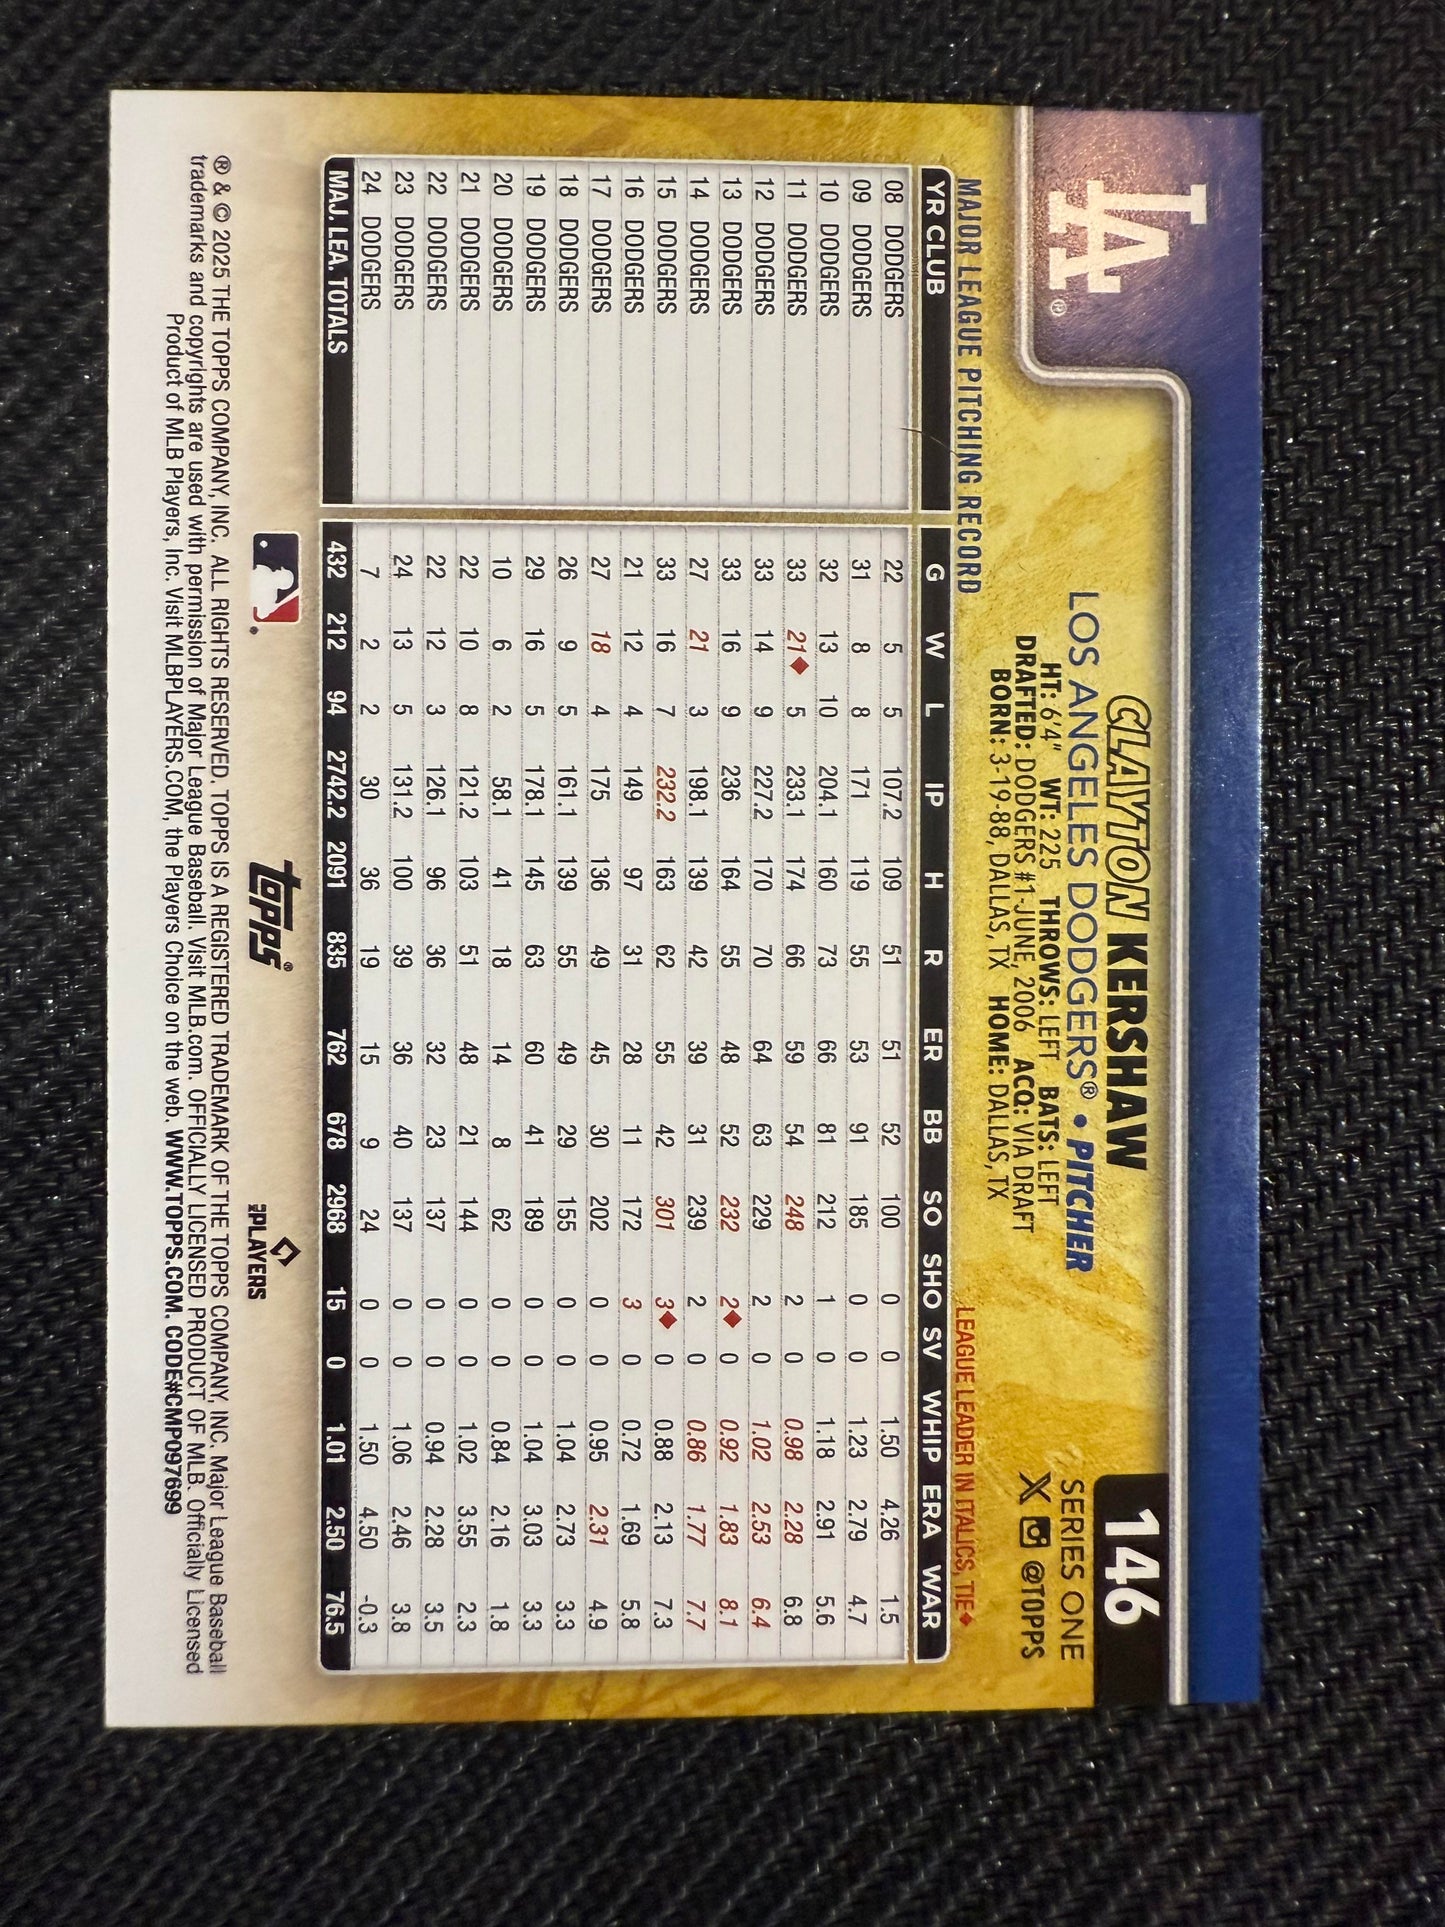 LA®
146
CLAYTON KERSHAW
SERIES ONE
LOS ANGELES DODGERS® • PITCHER
X @TOPPS
HT: 6'4" WT: 225 THROWS: LEFT BATS: LEFT
DRAFTED: DODGERS #1-JUNE, 2006 ACQ: VIA DRAFT
BORN: 3-19-88, DALLAS, TX HOME: DALLAS, TX
MAJOR LEAGUE PITCHING RECORD LEAGUE LEADER IN ITALICS, TIE◆
YR CLUB G W L IP H R ER BB SO SHO SV WHIP ERA WAR
08 DODGERS 22 5 5 107.2 109 51 51 52 100 0 0 1.50 4.26 1.5
09 DODGERS 31 8 8 171 119 55 53 91 185 0 0 1.23 2.79 4.7
10 DODGERS 32 13 10 204.1 160 73 66 81 212 1 0 1.18 2.91 5.6
11 DODGERS 33 21◆ 5 233.1 174 66 59 54 248 2 0 0.98 2.28 6.8
12 DODGERS 33 14 9 227.2 170 70 64 63 229 2 0 1.02 2.53 6.4
13 DODGERS 33 16 9 236 164 55 48 52 232 2◆ 0 0.92 1.83 8.1
14 DODGERS 27 21 3 198.1 139 42 39 31 239 2 0 0.86 1.77 7.7
15 DODGERS 33 16 7 232.2 163 62 55 42 301 3◆ 0 0.88 2.13 7.3
16 DODGERS 21 12 4 149 97 31 28 11 172 3 0 0.72 1.69 5.8
17 DODGERS 27 18 4 175 136 49 45 30 202 0 0 0.95 2.31 4.9
18 DODGERS 26 9 5 161.1 139 55 49 29 155 0 0 1.04 2.73 3.3
19 DODGERS 29 16 5 178.1 145 63 60 41 189 0 0 1.04 3.03 3.3
20 DODGERS 10 6 2 58.1 41 18 14 8 62 0 0 0.84 2.16 1.8
21 DODGERS 22 10 8 121.2 103 51 48 21 144 0 0 1.02 3.55 2.3
22 DODGERS 22 12 3 126.1 96 36 32 23 137 0 0 0.94 2.28 3.5
23 DODGERS 24 13 5 131.2 100 39 36 40 137 0 0 1.06 2.46 3.8
24 DODGERS 7 2 2 30 36 19 15 9 24 0 0 1.50 4.50 -0.3
MAJ. LEA. TOTALS 432 212 94 2742.2 2091 835 762 678 2968 15 0 1.01 2.50 76.5
topps® THE PLAYERS
® & © 2025 THE TOPPS COMPANY, INC. ALL RIGHTS RESERVED. TOPPS IS A REGISTERED TRADEMARK OF THE TOPPS COMPANY, INC. Major League Baseball
trademarks and copyrights are used with permission of Major League Baseball. Visit MLB.com. OFFICIALLY LICENSED PRODUCT OF MLB. Officially Licensed
Product of MLB Players, Inc. Visit MLBPLAYERS.COM, the Players Choice on the web. WWW.TOPPS.COM. CODE#CMP097699